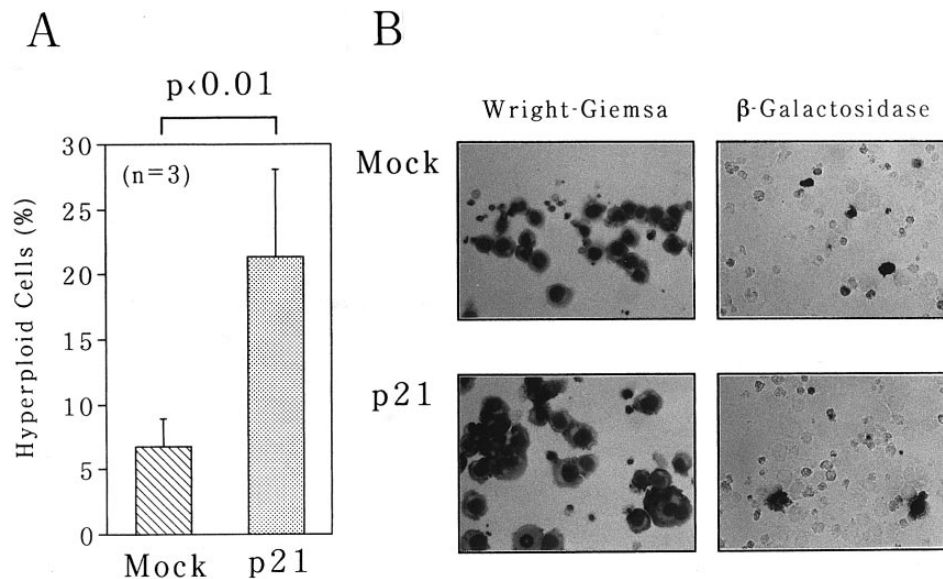 A
p<0.01
Hyperploid Cells (%)
30
25
20
15
10
5
0
(n=3)
Mock
p21
B
Wright-Giemsa
β-Galactosidase
Mock
p21